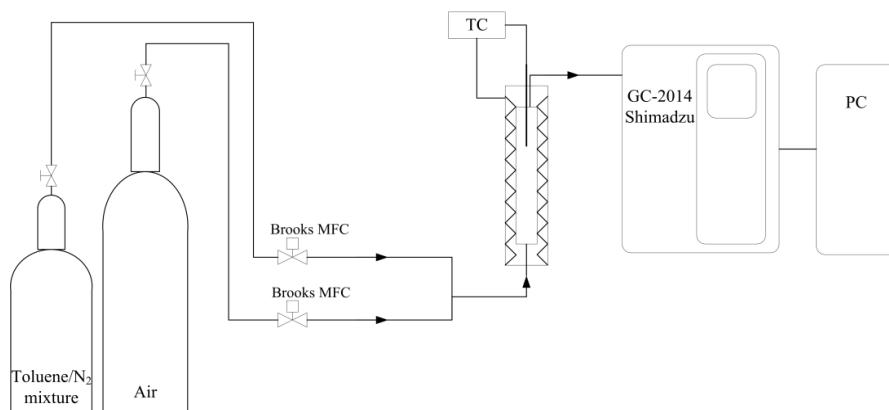 TC
GC-2014
Shimadzu
PC
Brooks MFC
Brooks MFC
Toluene/N₂
mixture
Air